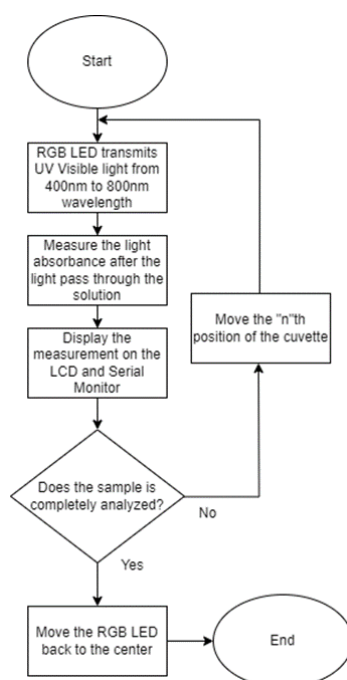 Start
RGB LED transmits
UV Visible light from
400nm to 800nm
wavelength
Measure the light
absorbance after the
light pass through the
solution
Move the "n"th
position of the cuvette
Display the
measurement on the
LCD and Serial
Monitor
Does the sample is
completely analyzed?
No
Yes
Move the RGB LED
back to the center
End